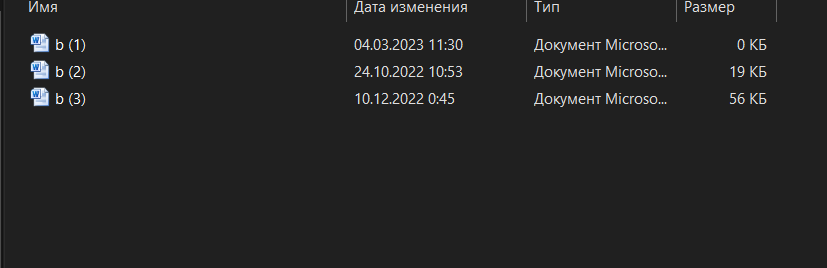 Имя Дата изменения Тип Размер
b (1) 04.03.2023 11:30 Документ Microso... 0 КБ
b (2) 24.10.2022 10:53 Документ Microso... 19 КБ
b (3) 10.12.2022 0:45 Документ Microso... 56 КБ